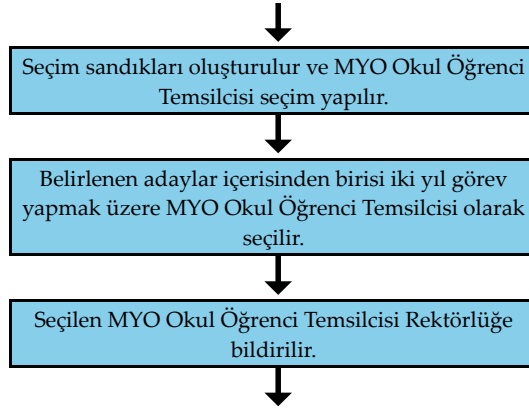 Seçim sandıkları oluşturulur ve MYO Okul Öğrenci
Temsilcisi seçim yapılır.
Belirlenen adaylar içerisinden birisi iki yıl görev
yapmak üzere MYO Okul Öğrenci Temsilcisi olarak
seçilir.
Seçilen MYO Okul Öğrenci Temsilcisi Rektörlüğe
bildirilir.